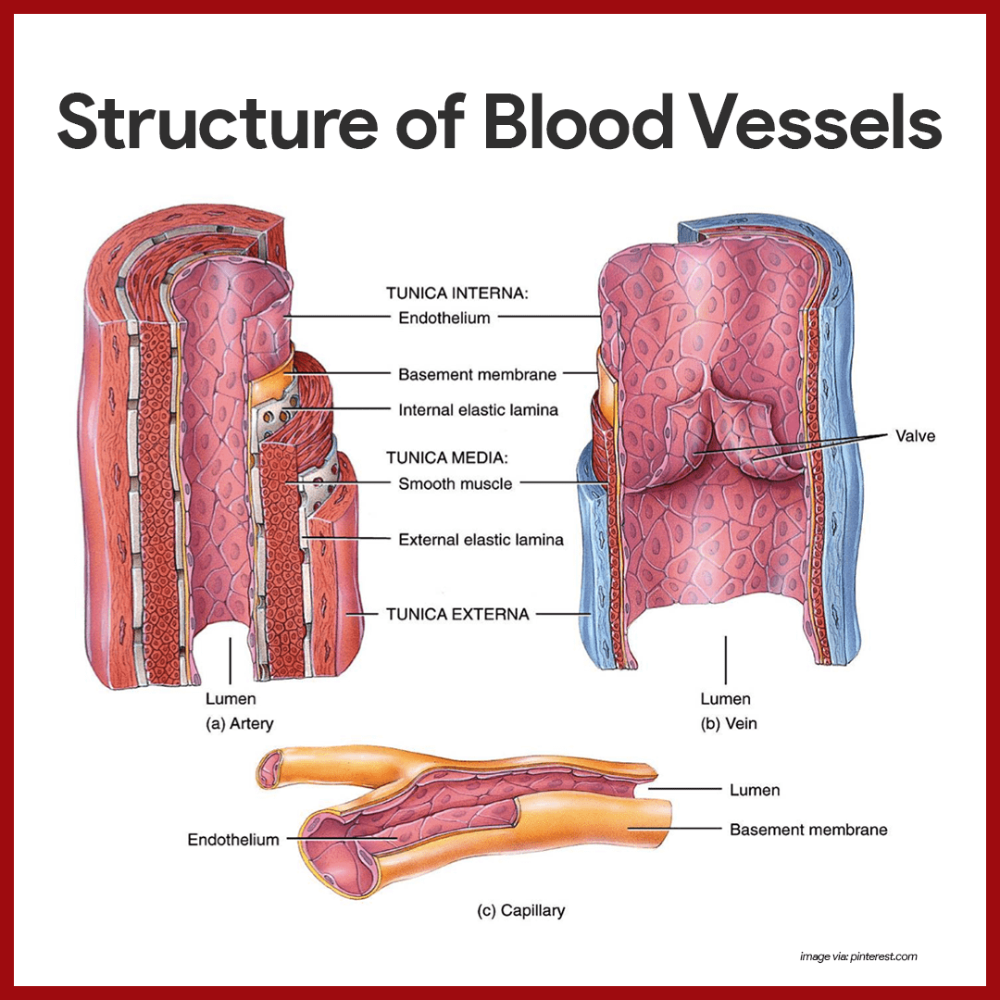 Structure of Blood Vessels
TUNICA INTERNA:
Endothelium
Basement membrane
Internal elastic lamina
TUNICA MEDIA:
Smooth muscle
External elastic lamina
TUNICA EXTERNA
Valve
Lumen
(a) Artery
Lumen
(b) Vein
Lumen
Basement membrane
Endothelium
(c) Capillary
image via: pinterest.com